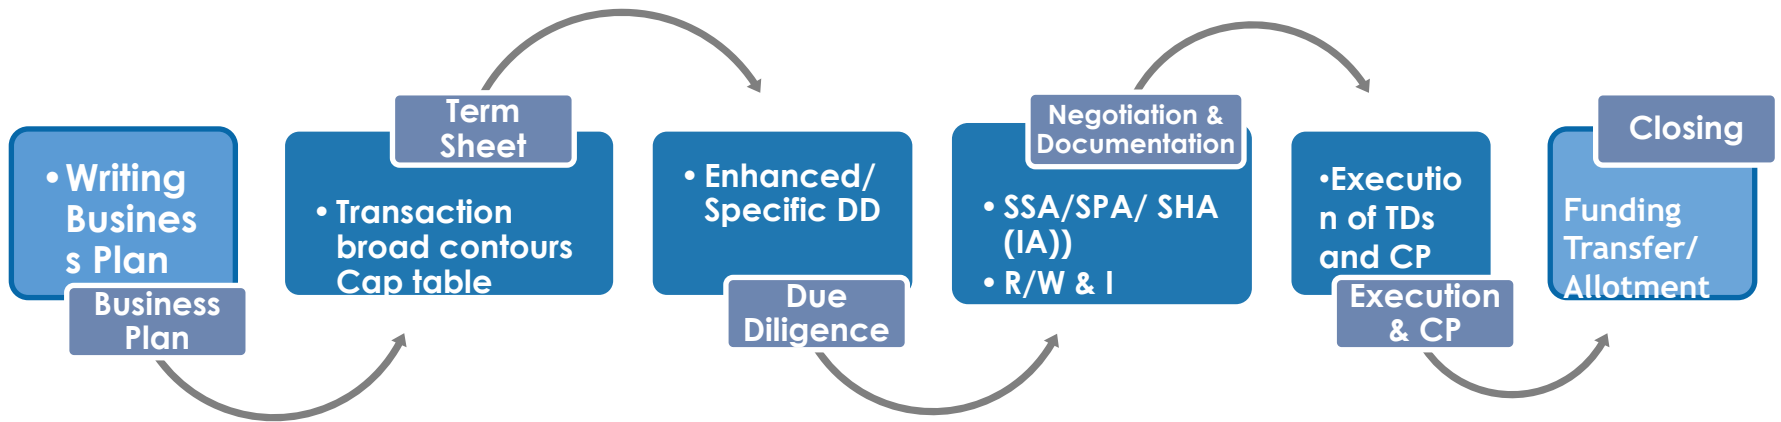 • Writing
Busines
s Plan
Business
Plan
Term
Sheet
• Transaction
broad contours
Cap table
• Enhanced/
Specific DD
Due
Diligence
Negotiation &
Documentation
• SSA/SPA/ SHA
(IA))
• R/W & I
•Executio
n of TDs
and CP
Execution
& CP
Closing
Funding
Transfer/
Allotment